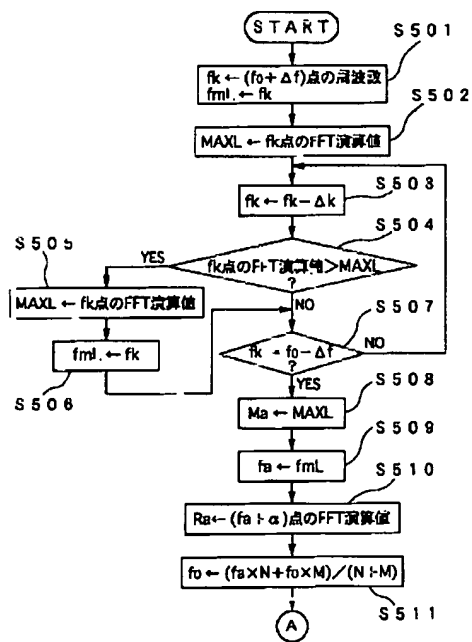 START
S501
fk ← (fo + Δf)点の周波数
fmL ← fk
S502
MAXL ← fk点のFFT演算値
S503
fk ← fk − Δk
S504
fk点のFFT演算値＞MAXL
?
YES
NO
S505
MAXL ← fk点のFFT演算値
fmL ← fk
S506
S507
fk = fo − Δf
?
NO
YES
S508
Ma ← MAXL
S509
fa ← fmL
S510
Ra ← (fa + α)点のFFT演算値
fo ← (fa×N+fo×M)/(N+M)
S511
A